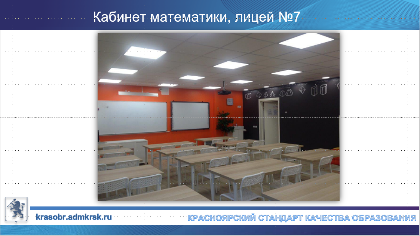 Кабинет математики, лицей №7
krasobr.admkrsk.ru
КРАСНОЯРСКИЙ СТАНДАРТ КАЧЕСТВА ОБРАЗОВАНИЯ